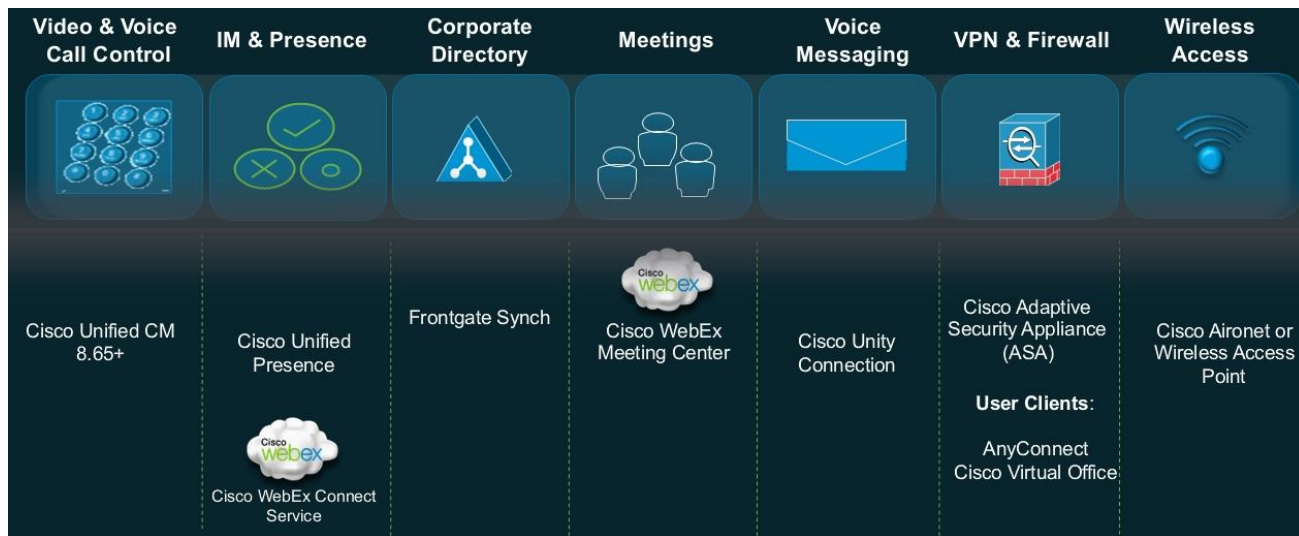 Video & Voice
Call Control
IM & Presence
Corporate
Directory
Meetings
Voice
Messaging
VPN & Firewall
Wireless
Access
Cisco Unified CM
8.65+
Cisco Unified
Presence
Cisco
webex
Cisco WebEx Connect
Service
Frontgate Synch
Cisco
webex
Cisco WebEx
Meeting Center
Cisco Unity
Connection
Cisco Adaptive
Security Appliance
(ASA)
User Clients:
AnyConnect
Cisco Virtual Office
Cisco Aironet or
Wireless Access
Point